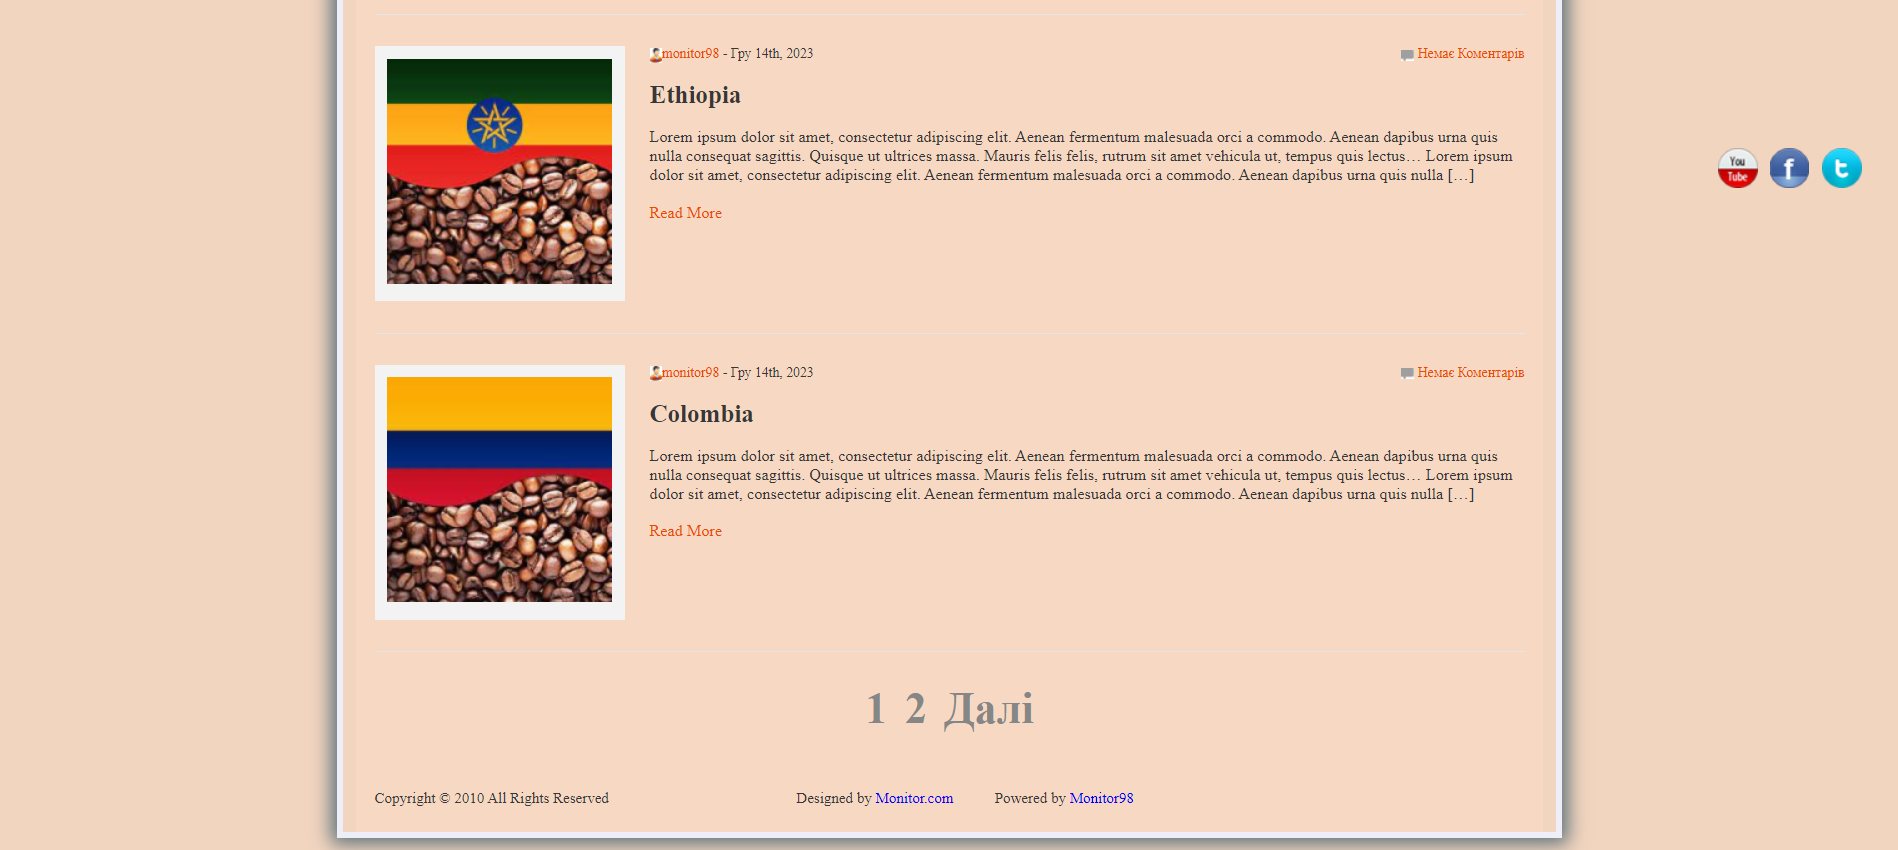 monitor98 - Гру 14th, 2023
Немає Коментарів
Ethiopia
Lorem ipsum dolor sit amet, consectetur adipiscing elit. Aenean fermentum malesuada orci a commodo. Aenean dapibus urna quis
nulla consequat sagittis. Quisque ut ultrices massa. Mauris felis felis, rutrum sit amet vehicula ut, tempus quis lectus… Lorem ipsum
dolor sit amet, consectetur adipiscing elit. Aenean fermentum malesuada orci a commodo. Aenean dapibus urna quis nulla […]
Read More
You
Tube
f
t
monitor98 - Гру 14th, 2023
Немає Коментарів
Colombia
Lorem ipsum dolor sit amet, consectetur adipiscing elit. Aenean fermentum malesuada orci a commodo. Aenean dapibus urna quis
nulla consequat sagittis. Quisque ut ultrices massa. Mauris felis felis, rutrum sit amet vehicula ut, tempus quis lectus… Lorem ipsum
dolor sit amet, consectetur adipiscing elit. Aenean fermentum malesuada orci a commodo. Aenean dapibus urna quis nulla […]
Read More
1 2 Далі
Copyright © 2010 All Rights Reserved
Designed by Monitor.com
Powered by Monitor98